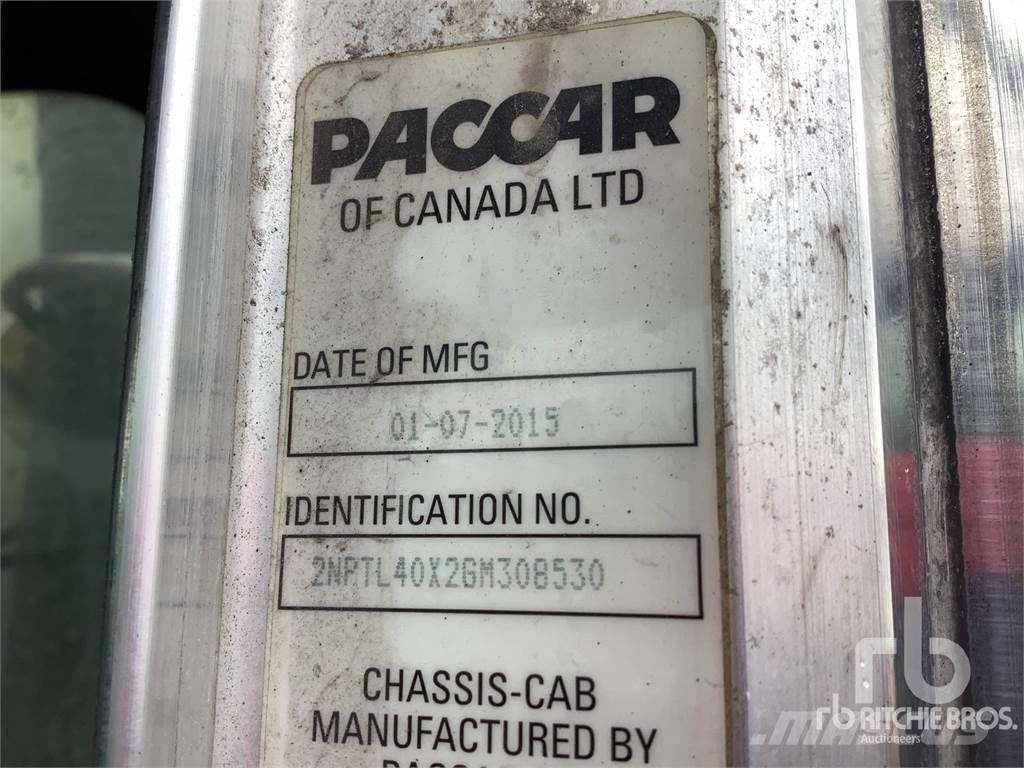 PACCAR
OF CANADA LTD
DATE OF MFG
01-07-2015
IDENTIFICATION NO.
2NPTL40X2GM308530
CHASSIS-CAB
MANUFACTURED BY
rb
rb RITCHIE BROS.
Auctioneers